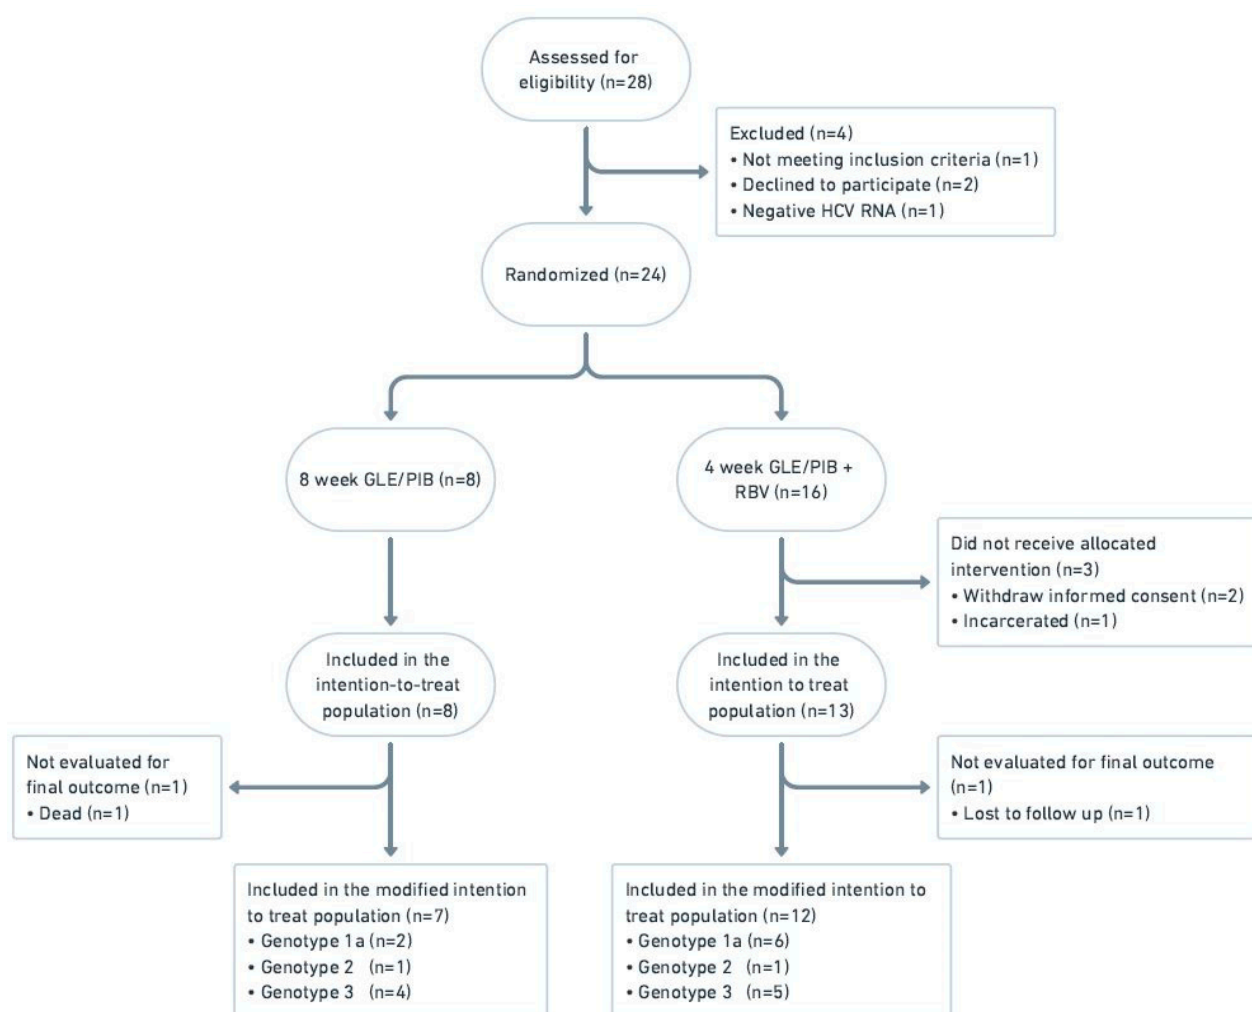 Assessed for
eligibility (n=28)
Excluded (n=4)
• Not meeting inclusion criteria (n=1)
• Declined to participate (n=2)
• Negative HCV RNA (n=1)
Randomized (n=24)
8 week GLE/PIB (n=8)
4 week GLE/PIB +
RBV (n=16)
Did not receive allocated
intervention (n=3)
• Withdraw informed consent (n=2)
• Incarcerated (n=1)
Included in the
intention-to-treat
population (n=8)
Included in the
intention to treat
population (n=13)
Not evaluated for
final outcome (n=1)
• Dead (n=1)
Not evaluated for final outcome
(n=1)
• Lost to follow up (n=1)
Included in the modified intention
to treat population (n=7)
• Genotype 1a (n=2)
• Genotype 2 (n=1)
• Genotype 3 (n=4)
Included in the modified intention to
treat population (n=12)
• Genotype 1a (n=6)
• Genotype 2 (n=1)
• Genotype 3 (n=5)